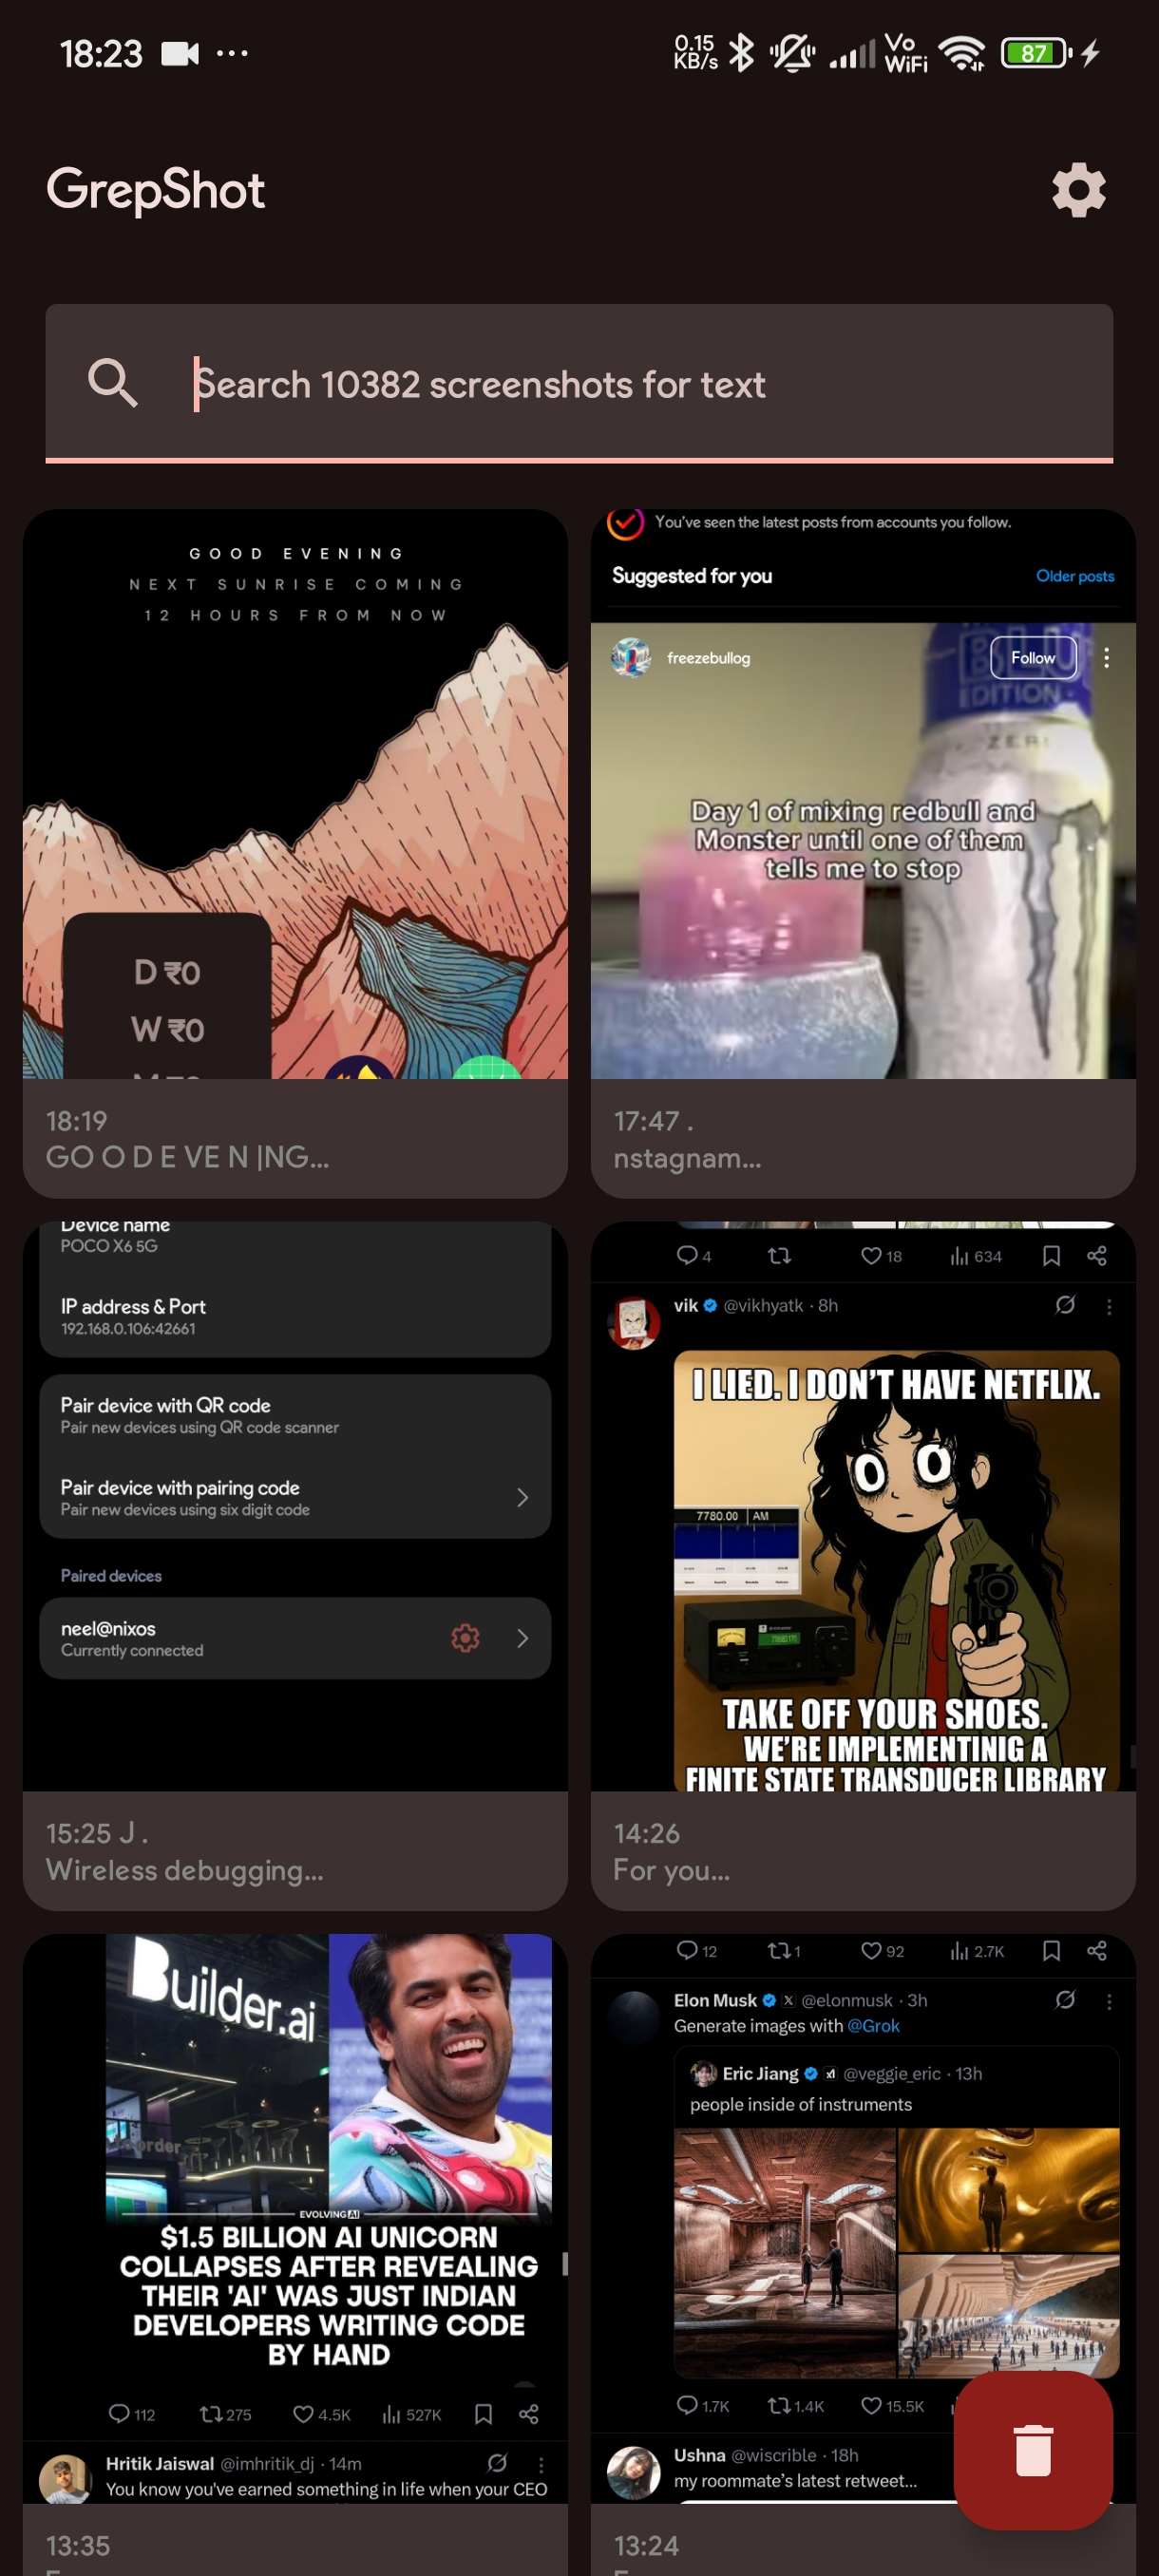 18:23
0.15
KB/s
Vo
WiFi
87
GrepShot
Search 10382 screenshots for text
GOOD EVENING
NEXT SUNRISE COMING
12 HOURS FROM NOW
D ₹0
W ₹0
18:19
GO O D E VE N |NG...
You've seen the latest posts from accounts you follow.
Suggested for you
Older posts
freezebullog
Follow
EDITION
ZER
Day 1 of mixing redbull and
Monster until one of them
tells me to stop
17:47 .
nstagnam...
Device name
POCO X6 5G
IP address & Port
192.168.0.106:42661
Pair device with QR code
Pair new devices using QR code scanner
Pair device with pairing code
Pair new devices using six digit code
Paired devices
neel@nixos
Currently connected
15:25 J .
Wireless debugging...
4
18
634
vik @vikhyatk · 8h
I LIED. I DON'T HAVE NETFLIX.
7780.00 AM
TAKE OFF YOUR SHOES.
WE'RE IMPLEMENTINIG A
FINITE STATE TRANSDUCER LIBRARY
14:26
For you...
Builder.ai
order
EVOLVING AI
$1.5 BILLION AI UNICORN
COLLAPSES AFTER REVEALING
THEIR 'AI' WAS JUST INDIAN
DEVELOPERS WRITING CODE
BY HAND
112
275
4.5K
527K
Hritik Jaiswal @imhritik_dj · 14m
You know you've earned something in life when your CEO
13:35
12
1
92
2.7K
Elon Musk @elonmusk · 3h
Generate images with @Grok
Eric Jiang @veggie_eric · 13h
people inside of instruments
1.7K
1.4K
15.5K
Ushna @wiscrible · 18h
my roommate's latest retweet...
13:24